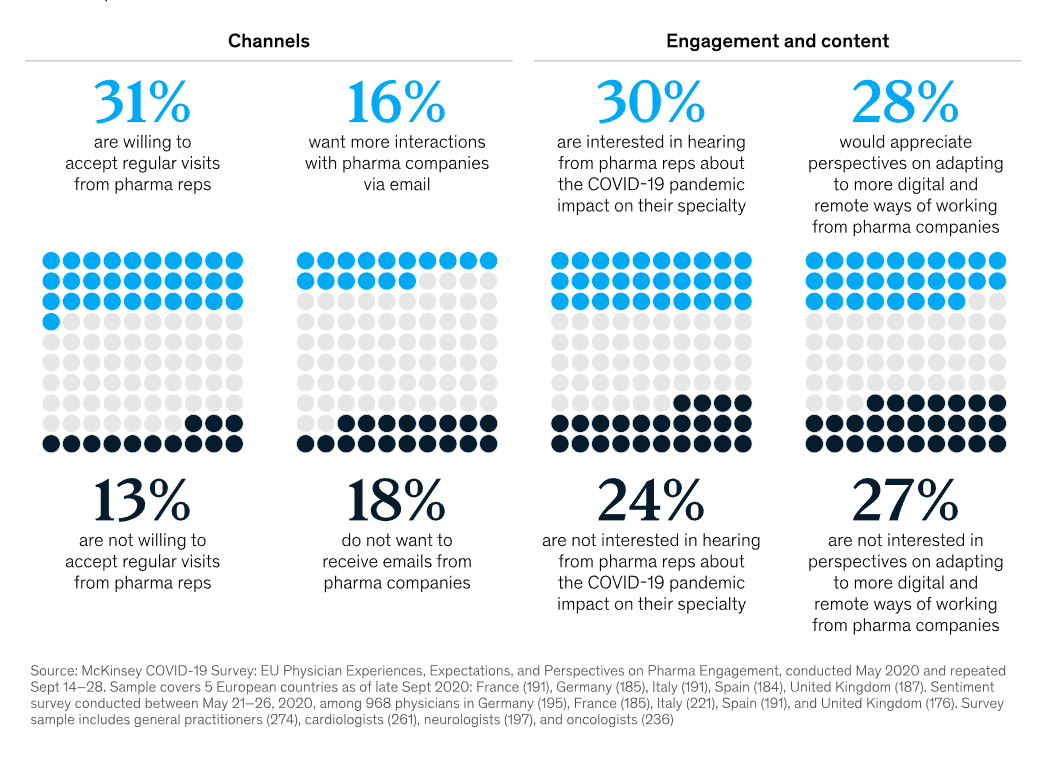 Channels
31%
are willing to
accept regular visits
from pharma reps
16%
want more interactions
with pharma companies
via email
Engagement and content
30%
are interested in hearing
from pharma reps about
the COVID-19 pandemic
impact on their specialty
28%
would appreciate
perspectives on adapting
to more digital and
remote ways of working
from pharma companies
13%
are not willing to
accept regular visits
from pharma reps
18%
do not want to
receive emails from
pharma companies
24%
are not interested in hearing
from pharma reps about
the COVID-19 pandemic
impact on their specialty
27%
are not interested in
perspectives on adapting
to more digital and
remote ways of working
from pharma companies
Source: McKinsey COVID-19 Survey: EU Physician Experiences, Expectations, and Perspectives on Pharma Engagement, conducted May 2020 and repeated
Sept 14–28. Sample covers 5 European countries as of late Sept 2020: France (191), Germany (185), Italy (191), Spain (184), United Kingdom (187). Sentiment
survey conducted between May 21–26, 2020, among 968 physicians in Germany (195), France (185), Italy (221), Spain (191), and United Kingdom (176). Survey
sample includes general practitioners (274), cardiologists (261), neurologists (197), and oncologists (236)